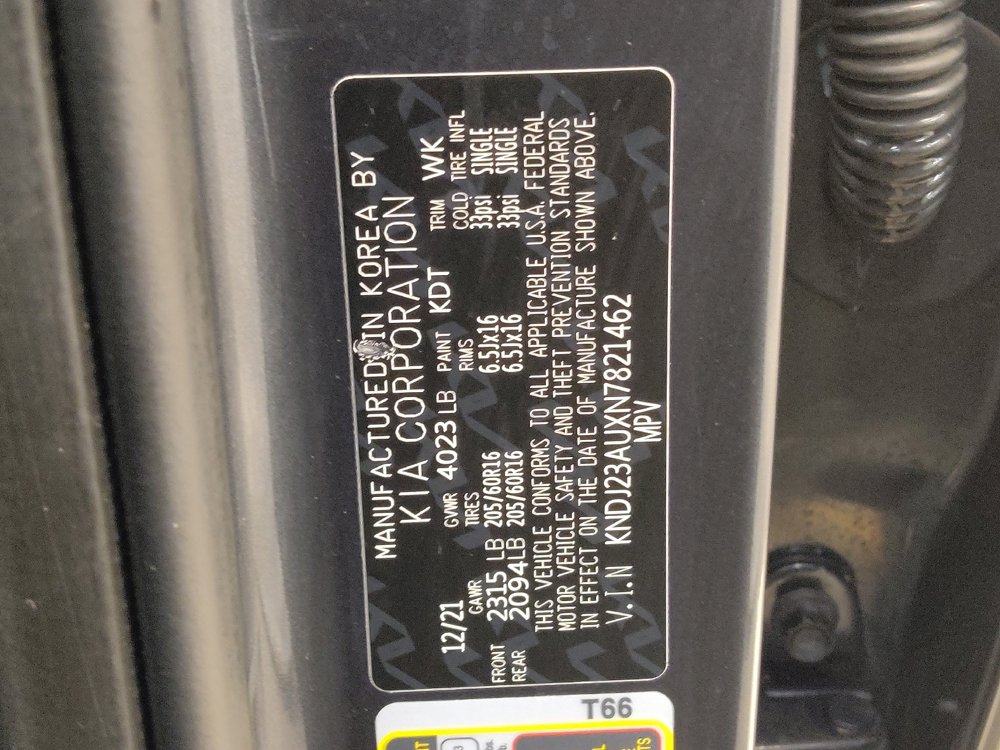 MANUFACTURED IN KOREA BY
KIA CORPORATION
12/21 GVWR 4023 LB PAINT KDT TRIM WK
GAWR TIRES RIMS COLD TIRE INFL
FRONT 2315 LB 205/60R16 6.5Jx16 33psi SINGLE
REAR 2094LB 205/60R16 6.5Jx16 33psi SINGLE
THIS VEHICLE CONFORMS TO ALL APPLICABLE U.S.A. FEDERAL
MOTOR VEHICLE SAFETY AND THEFT PREVENTION STANDARDS
IN EFFECT ON THE DATE OF MANUFACTURE SHOWN ABOVE.
V.I.N KNDJ23AUXN7821462
MPV
T66